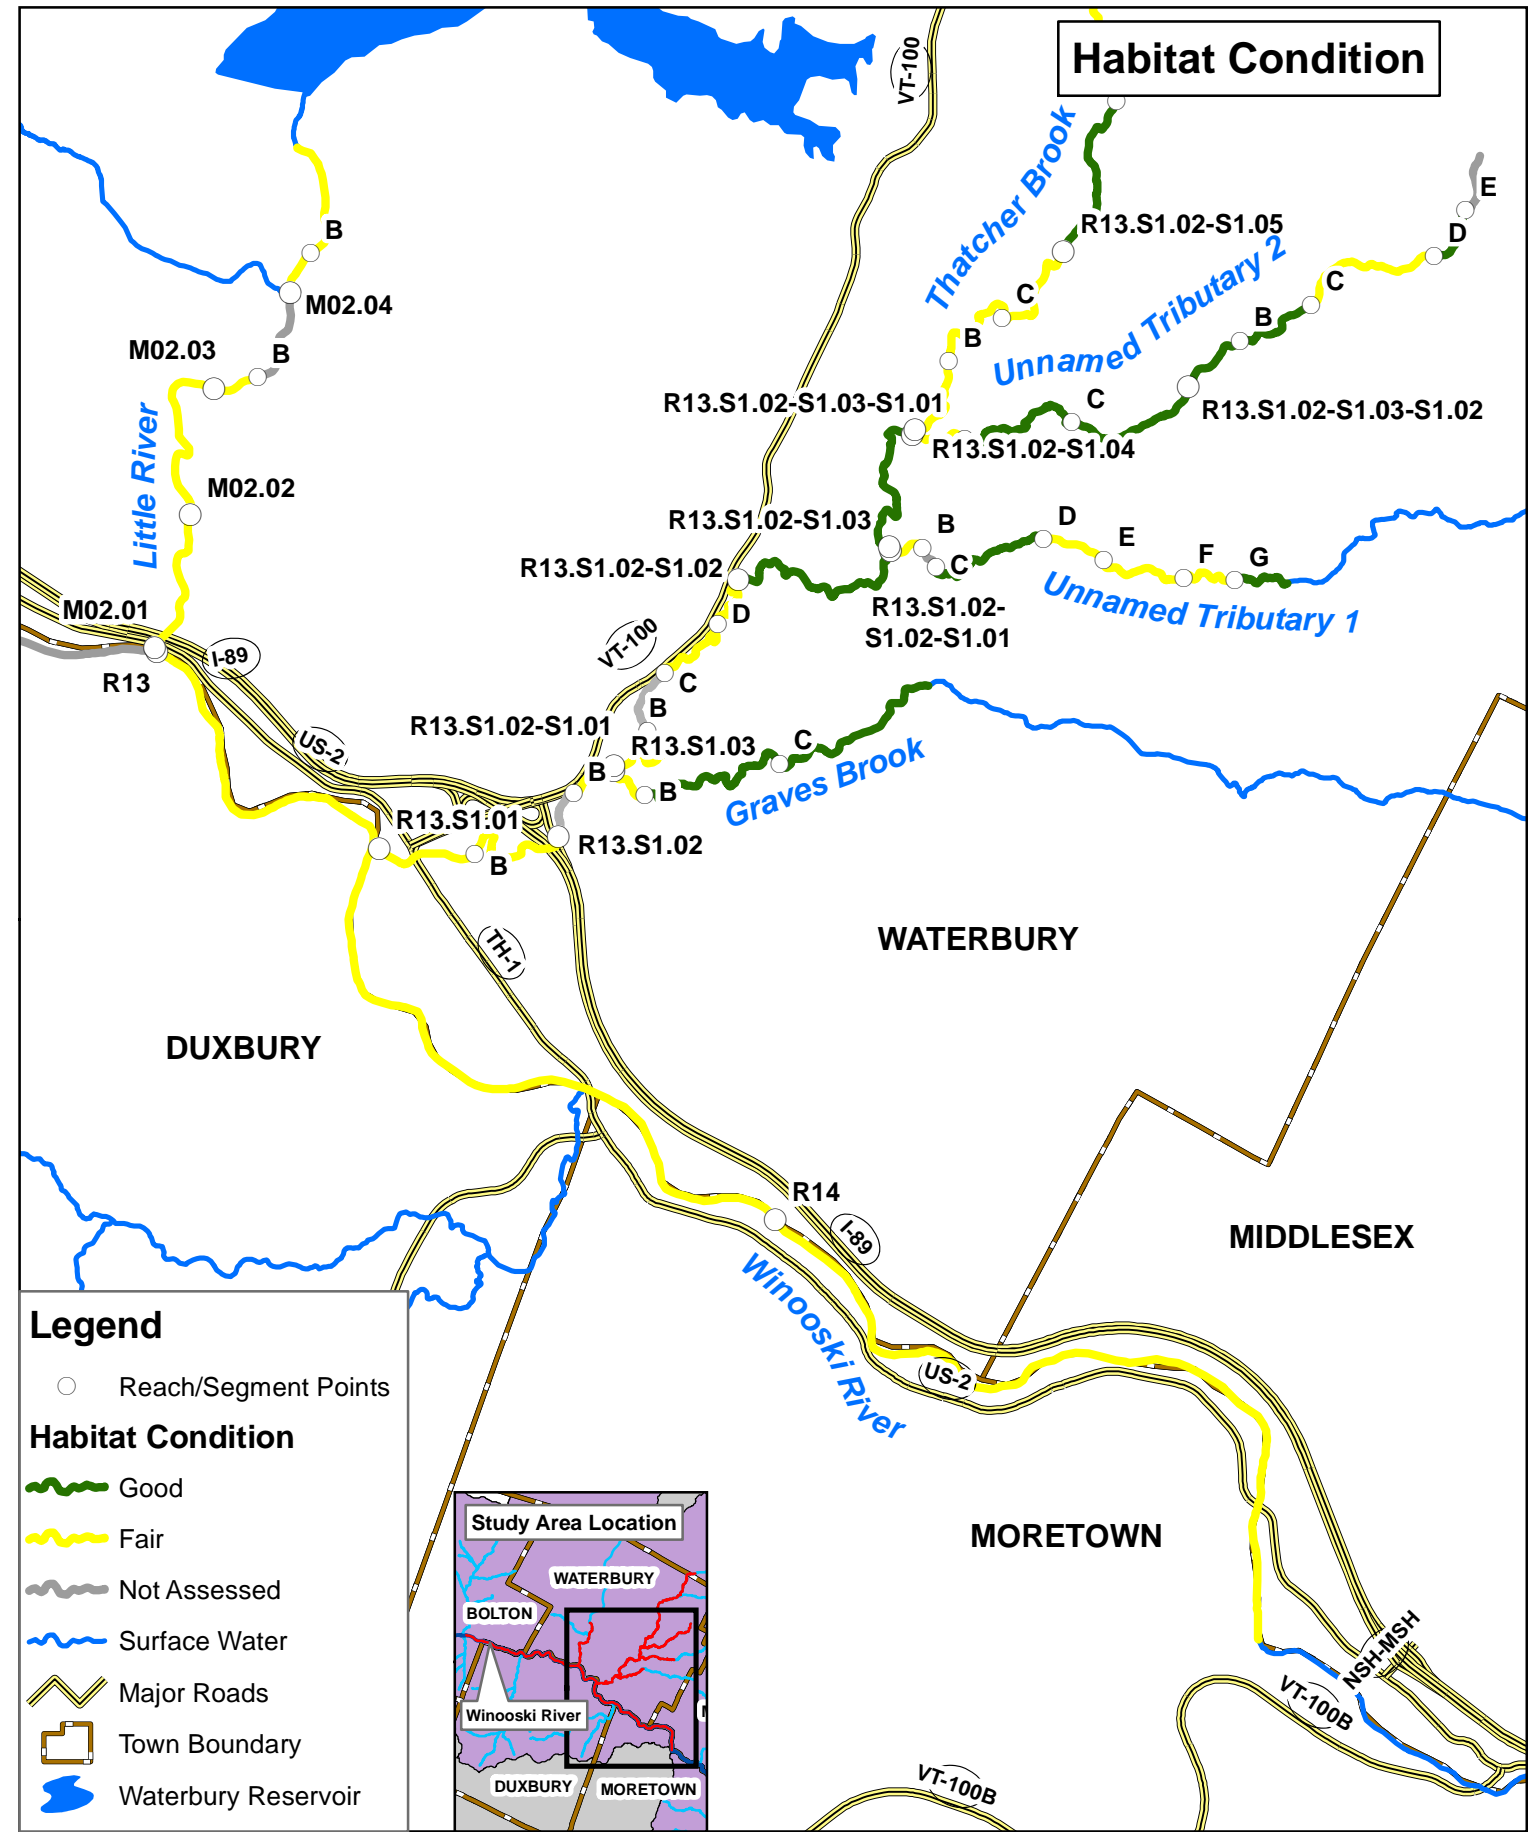 Habitat Condition
VT-100
Thatcher Brook
E
R13.S1.02-S1.05
D
B
Unnamed Tributary 2
C
C
M02.04
B
B
M02.03
B
R13.S1.02-S1.03-S1.01
C
R13.S1.02-S1.03-S1.02
R13.S1.02-S1.04
Little River
M02.02
R13.S1.02-S1.03
B
D
E
R13.S1.02-S1.02
C
F
G
M02.01
D
R13.S1.02-
S1.02-S1.01
Unnamed Tributary 1
VT-100
I-89
R13
C
B
R13.S1.02-S1.01
US-2
R13.S1.03
C
B
B
Graves Brook
R13.S1.01
R13.S1.02
B
WATERBURY
TH-1
DUXBURY
R14
I-89
MIDDLESEX
Winooski River
US-2
MORETOWN
NSH-MSH
VT-100B
VT-100B
Legend
Reach/Segment Points
Habitat Condition
Good
Fair
Not Assessed
Surface Water
Major Roads
Town Boundary
Waterbury Reservoir
Study Area Location
WATERBURY
BOLTON
Winooski River
DUXBURY
MORETOWN